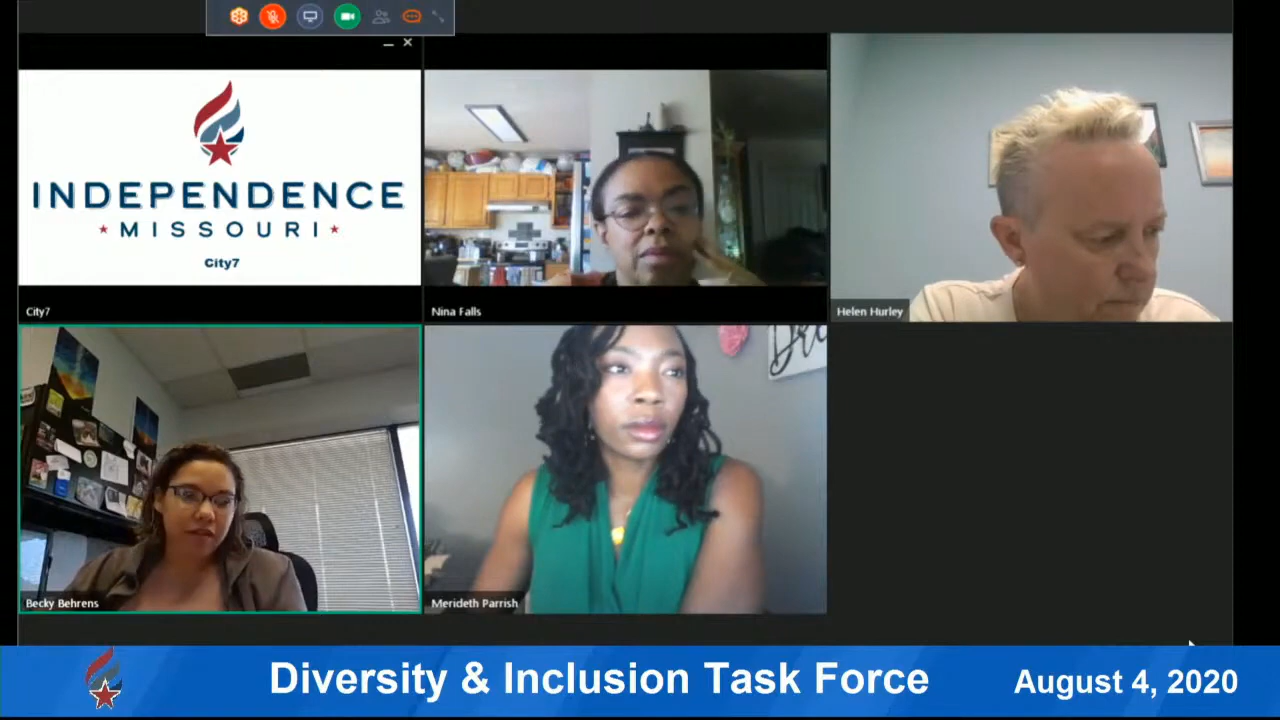 INDEPENDENCE
MISSOURI
City7
City7
Nina Falls
Helen Hurley
Becky Behrens
Merideth Parrish
Diversity & Inclusion Task Force
August 4, 2020